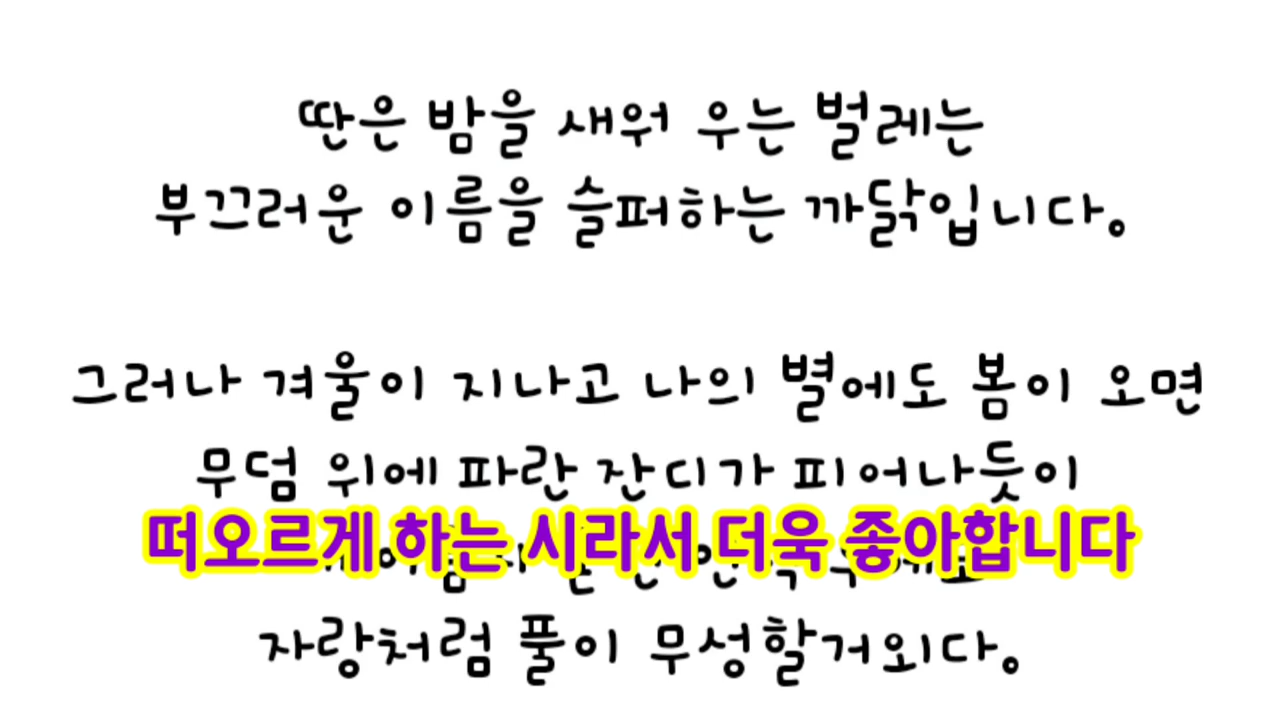 딴은 밤을 새워 우는 벌레는
부끄러운 이름을 슬퍼하는 까닭입니다.
그러나 겨울이 지나고 나의 별에도 봄이 오면
무덤 위에 파란 잔디가 피어나듯이
떠오르게 하는 시라서 더욱 좋아합니다
자랑처럼 풀이 무성할거외다.